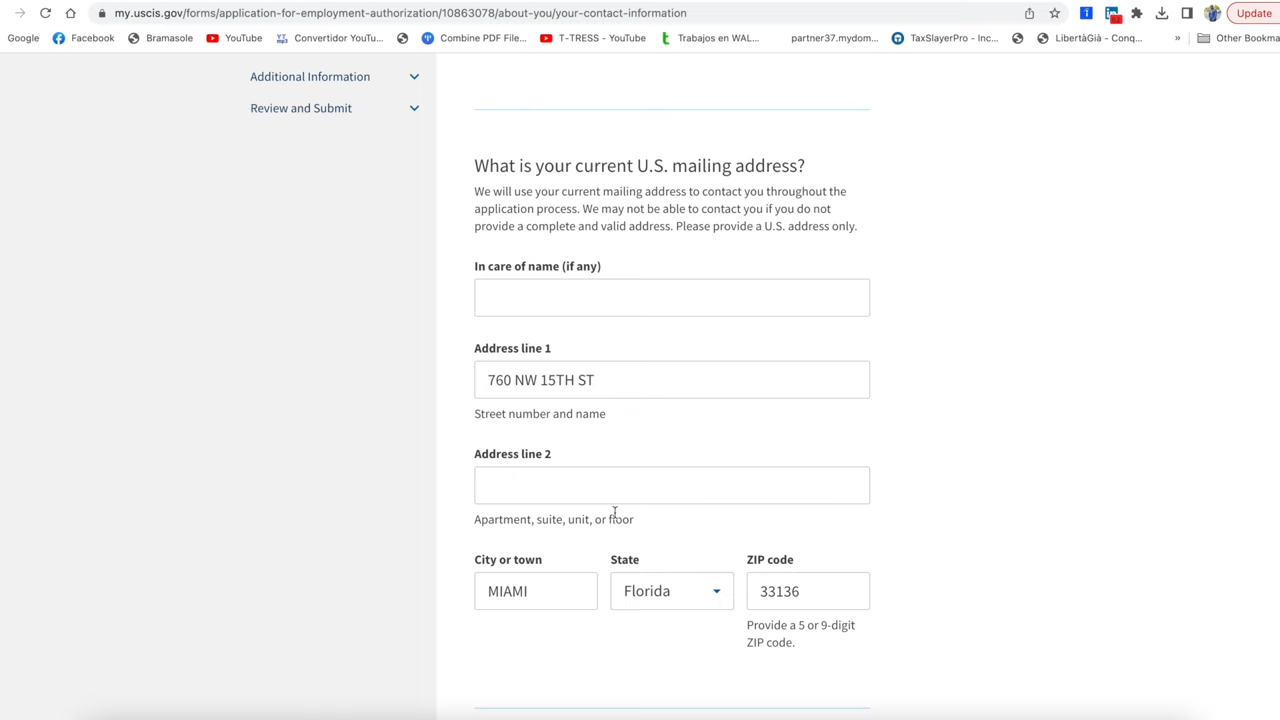 my.uscis.gov/forms/application-for-employment-authorization/10863078/about-you/your-contact-information
Update
Google Facebook Bramasole YouTube Convertidor YouTu... Combine PDF File... T-TRESS - YouTube Trabajos en WAL... partner37.mydom... TaxSlayerPro - Inc... LibertàGià - Conq... » Other Bookma
Additional Information
Review and Submit
What is your current U.S. mailing address?
We will use your current mailing address to contact you throughout the
application process. We may not be able to contact you if you do not
provide a complete and valid address. Please provide a U.S. address only.
In care of name (if any)
Address line 1
760 NW 15TH ST
Street number and name
Address line 2
Apartment, suite, unit, or floor
City or town State ZIP code
MIAMI Florida 33136
Provide a 5 or 9-digit
ZIP code.